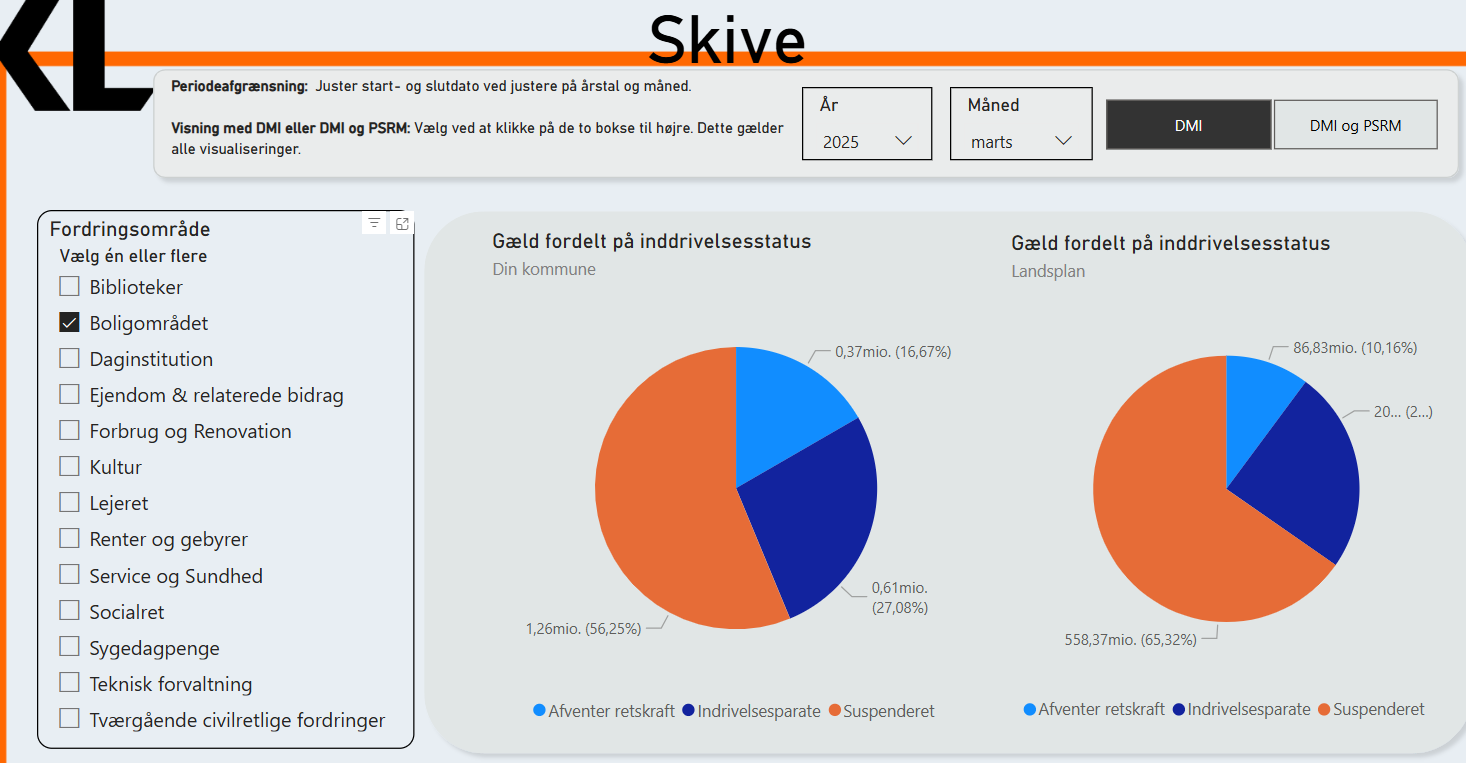 KL
Skive
Periodeafgrænsning: Juster start- og slutdato ved justere på årstal og måned.
Visning med DMI eller DMI og PSRM: Vælg ved at klikke på de to bokse til højre. Dette gælder
alle visualiseringer.
År
2025
Måned
marts
DMI
DMI og PSRM
Fordringsområde
Vælg én eller flere
Biblioteker
Boligområdet
Daginstitution
Ejendom & relaterede bidrag
Forbrug og Renovation
Kultur
Lejeret
Renter og gebyrer
Service og Sundhed
Socialret
Sygedagpenge
Teknisk forvaltning
Tværgående civilretlige fordringer
Gæld fordelt på inddrivelsesstatus
Din kommune
0,37mio. (16,67%)
0,61mio.
(27,08%)
1,26mio. (56,25%)
Afventer retskraft
Indrivelsesparate
Suspenderet
Gæld fordelt på inddrivelsesstatus
Landsplan
86,83mio. (10,16%)
20... (2...)
558,37mio. (65,32%)
Afventer retskraft
Indrivelsesparate
Suspenderet